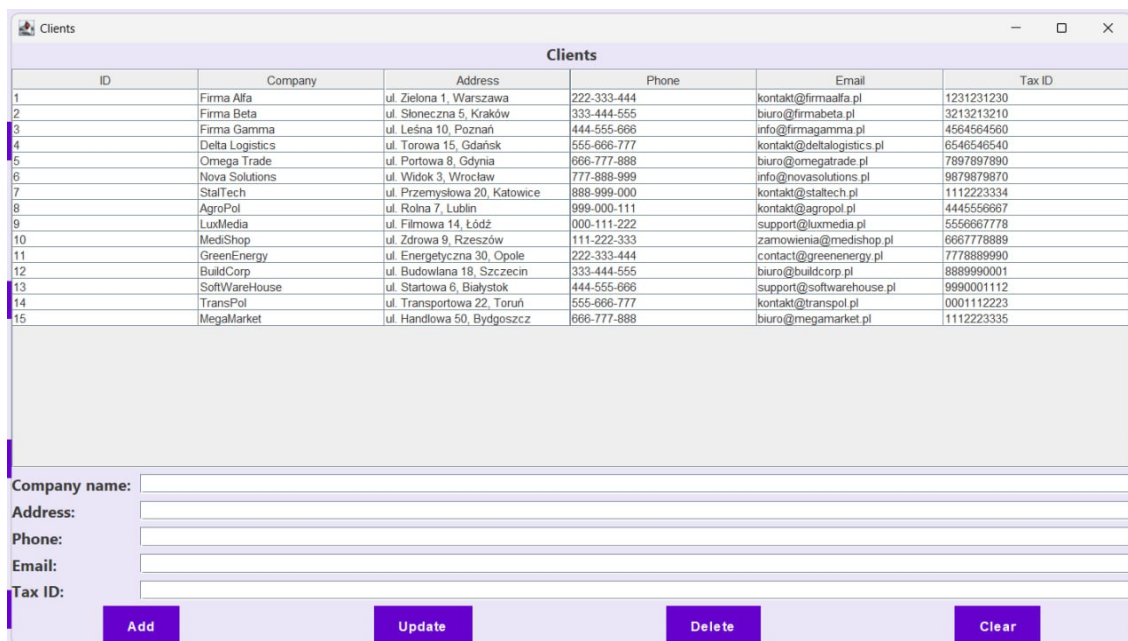 Clients
Clients
ID Company Address Phone Email Tax ID
1 Firma Alfa ul. Zielona 1, Warszawa 222-333-444 kontakt@firmaalfa.pl 1231231230
2 Firma Beta ul. Słoneczna 5, Kraków 333-444-555 biuro@firmabeta.pl 3213213210
3 Firma Gamma ul. Leśna 10, Poznań 444-555-666 info@firmagamma.pl 4564564560
4 Delta Logistics ul. Torowa 15, Gdańsk 555-666-777 kontakt@deltalogistics.pl 6546546540
5 Omega Trade ul. Portowa 8, Gdynia 666-777-888 biuro@omegatrade.pl 7897897890
6 Nova Solutions ul. Widok 3, Wrocław 777-888-999 info@novasolutions.pl 9879879870
7 StalTech ul. Przemysłowa 20, Katowice 888-999-000 kontakt@staltech.pl 1112223334
8 AgroPol ul. Rolna 7, Lublin 999-000-111 kontakt@agropol.pl 4445556667
9 LuxMedia ul. Filmowa 14, Łódź 000-111-222 support@luxmedia.pl 5556667778
10 MediShop ul. Zdrowa 9, Rzeszów 111-222-333 zamowienia@medishop.pl 6667778889
11 GreenEnergy ul. Energetyczna 30, Opole 222-333-444 contact@greenenergy.pl 7778889990
12 BuildCorp ul. Budowlana 18, Szczecin 333-444-555 biuro@buildcorp.pl 8889990001
13 SoftWareHouse ul. Startowa 6, Białystok 444-555-666 support@softwarehouse.pl 9990001112
14 TransPol ul. Transportowa 22, Toruń 555-666-777 kontakt@transpol.pl 0001112223
15 MegaMarket ul. Handlowa 50, Bydgoszcz 666-777-888 biuro@megamarket.pl 1112223335
Company name:
Address:
Phone:
Email:
Tax ID:
Add Update Delete Clear